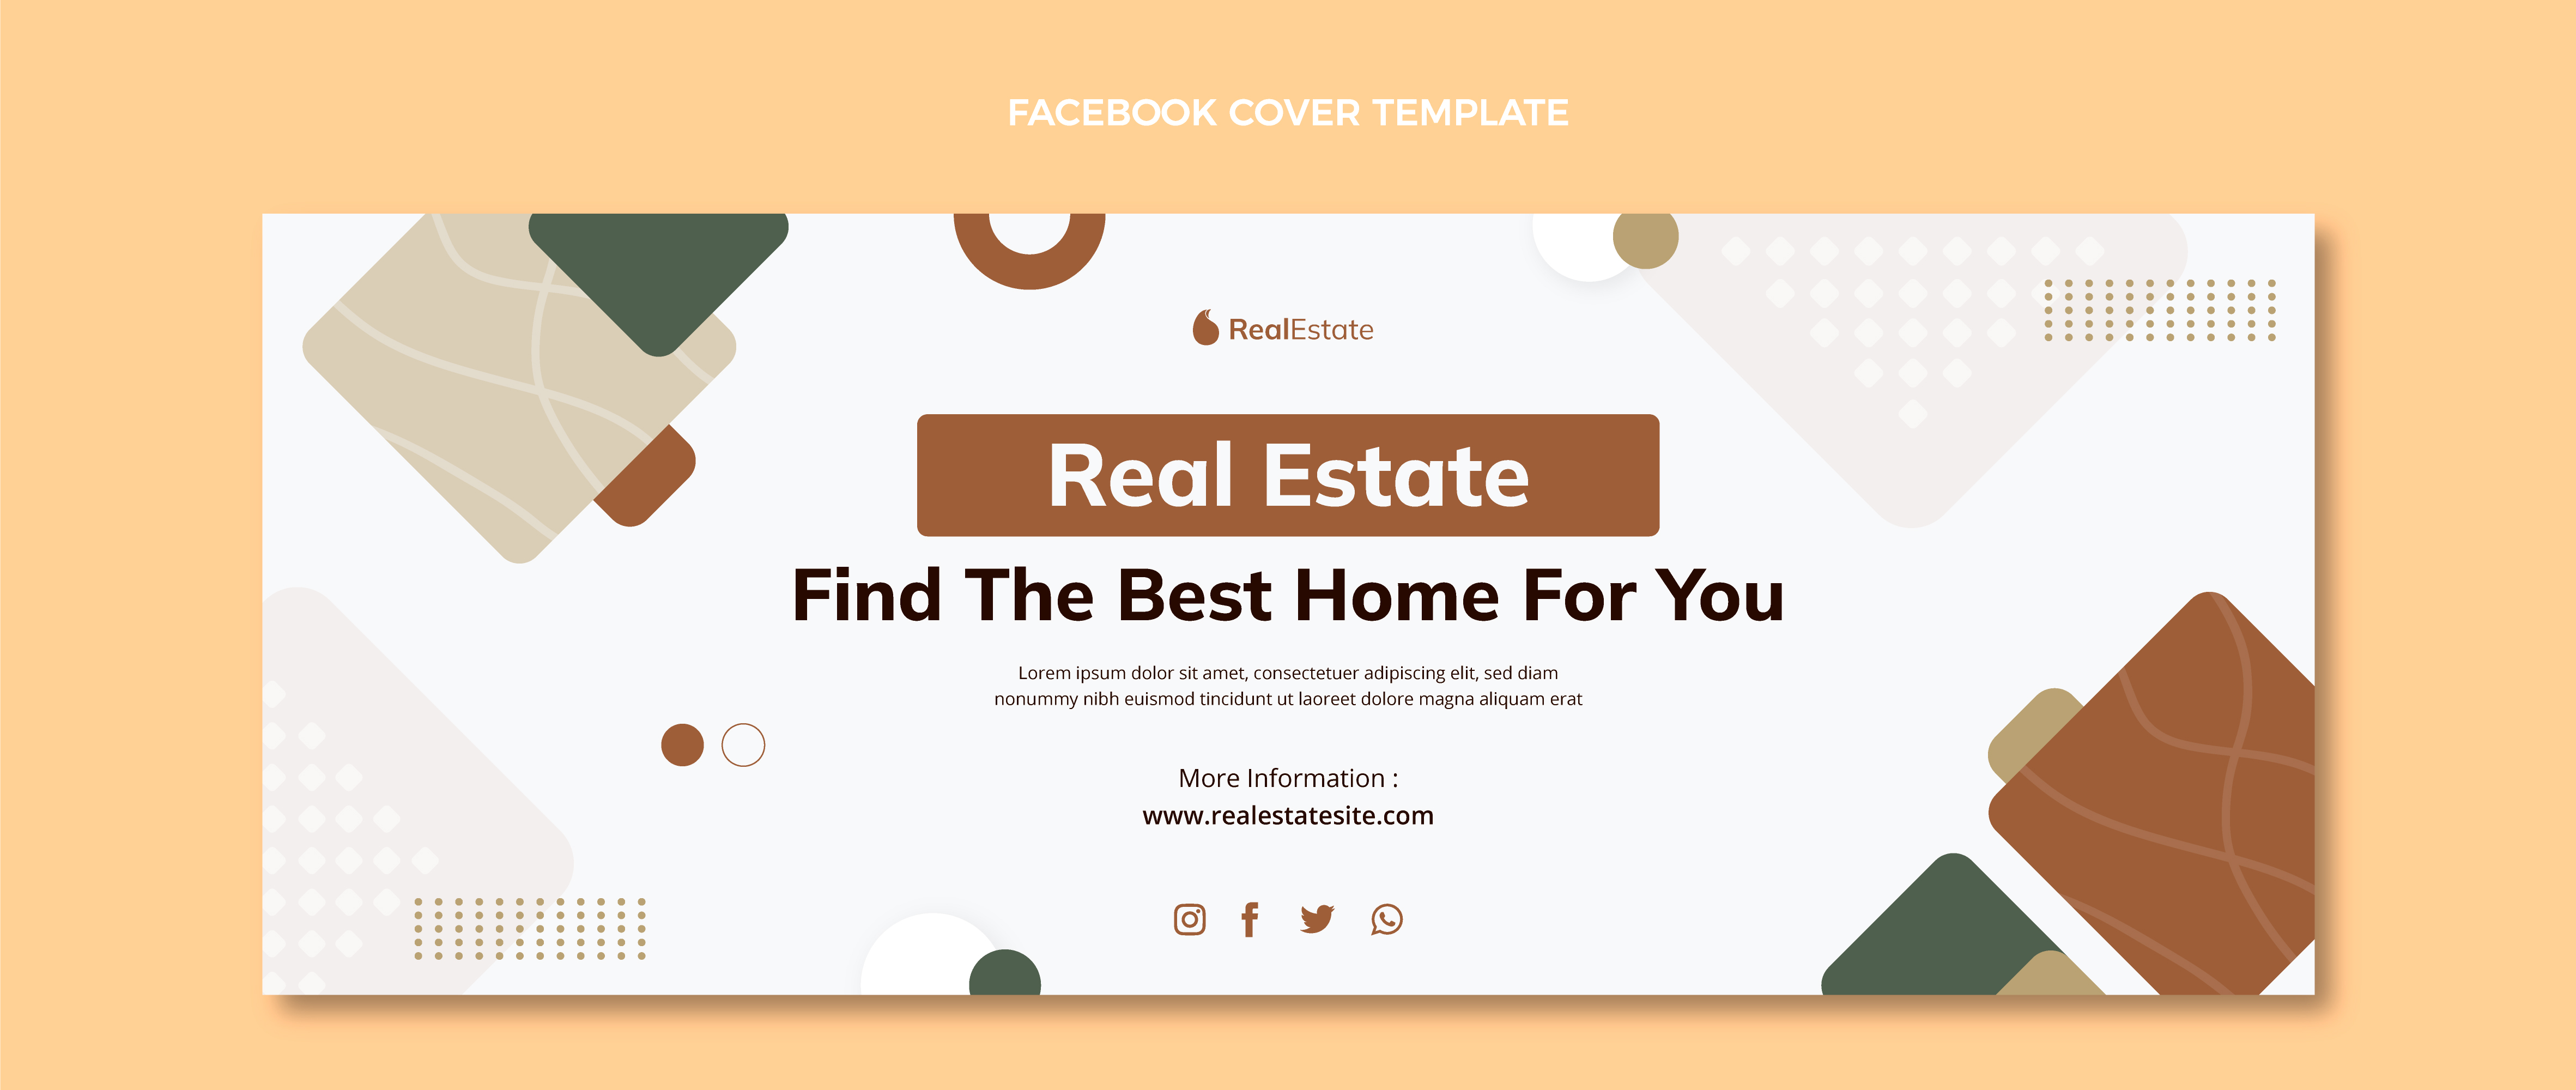 FACEBOOK COVER TEMPLATE
RealEstate
Real Estate
Find The Best Home For You
Lorem ipsum dolor sit amet, consectetuer adipiscing elit, sed diam
nonummy nibh euismod tincidunt ut laoreet dolore magna aliquam erat
More Information :
www.realestatesite.com